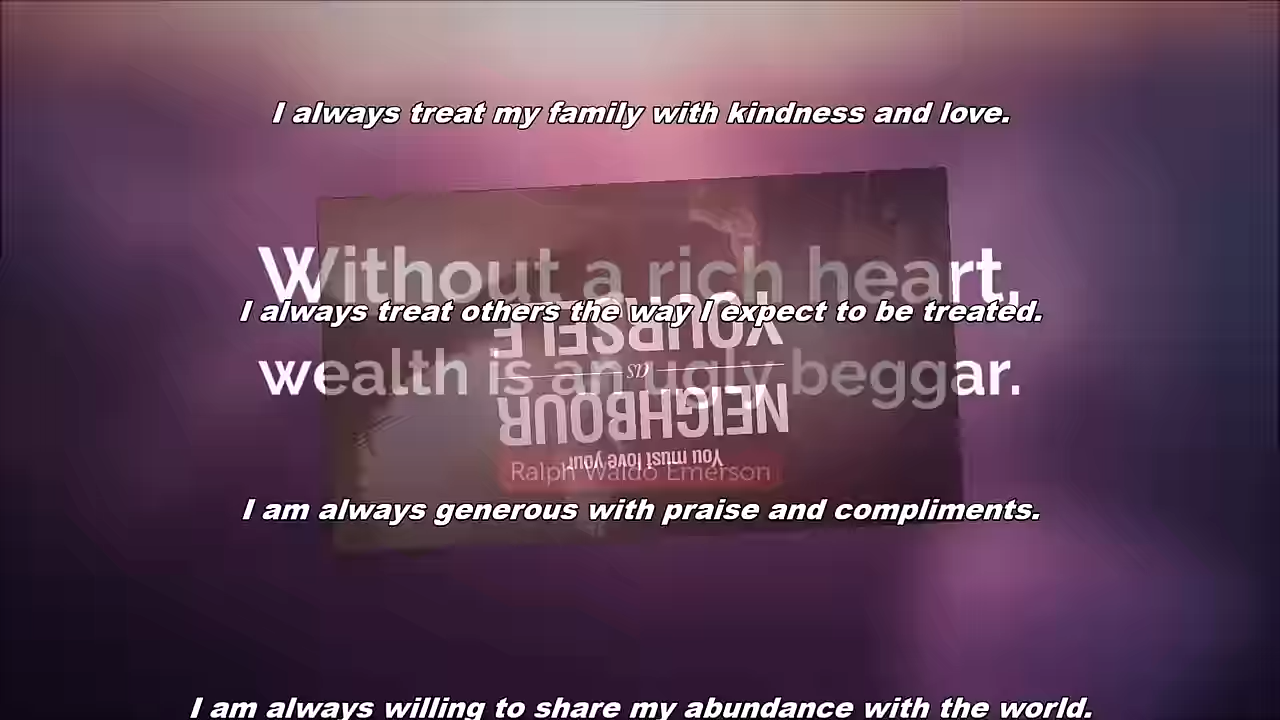 I always treat my family with kindness and love.
Without a rich heart,
I always treat others the way I expect to be treated.
YOURSELF
wealth is an ugly beggar.
as
NEIGHBOUR
You must love your
Ralph Waldo Emerson
I am always generous with praise and compliments.
I am always willing to share my abundance with the world.